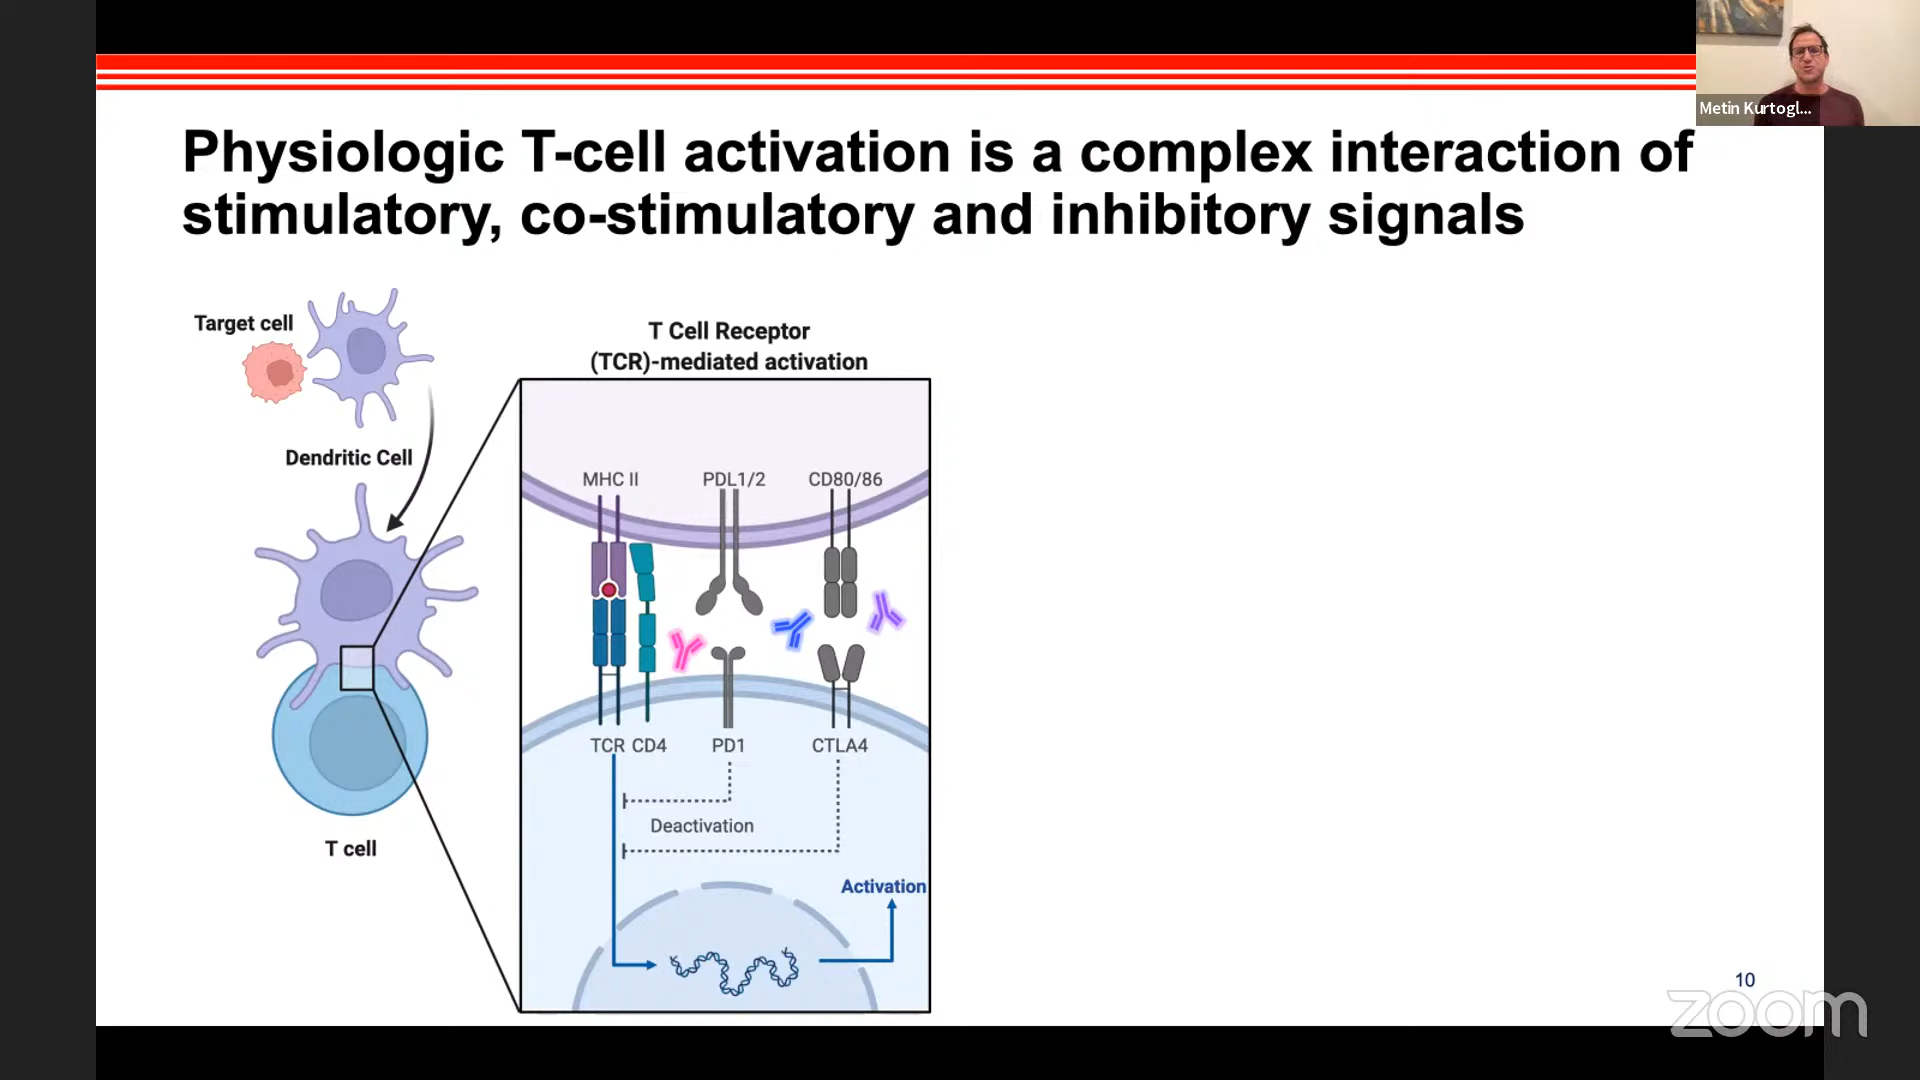 Metin Kurtogl...
Physiologic T-cell activation is a complex interaction of
stimulatory, co-stimulatory and inhibitory signals
Target cell
Dendritic Cell
T cell
T Cell Receptor
(TCR)-mediated activation
MHC II
PDL1/2
CD80/86
TCR
CD4
PD1
CTLA4
Deactivation
Activation
10
zoom